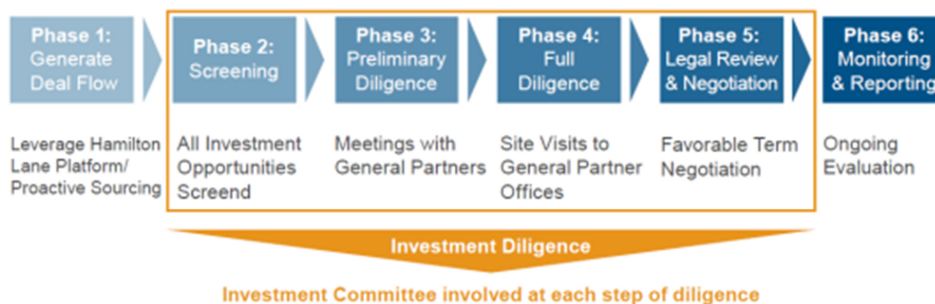 Phase 1:
Generate
Deal Flow
Phase 2:
Screening
Phase 3:
Preliminary
Diligence
Phase 4:
Full
Diligence
Phase 5:
Legal Review
& Negotiation
Phase 6:
Monitoring
& Reporting
Leverage Hamilton
Lane Platform/
Proactive Sourcing
All Investment
Opportunities
Screend
Meetings with
General Partners
Site Visits to
General Partner
Offices
Favorable Term
Negotiation
Ongoing
Evaluation
Investment Diligence
Investment Committee involved at each step of diligence